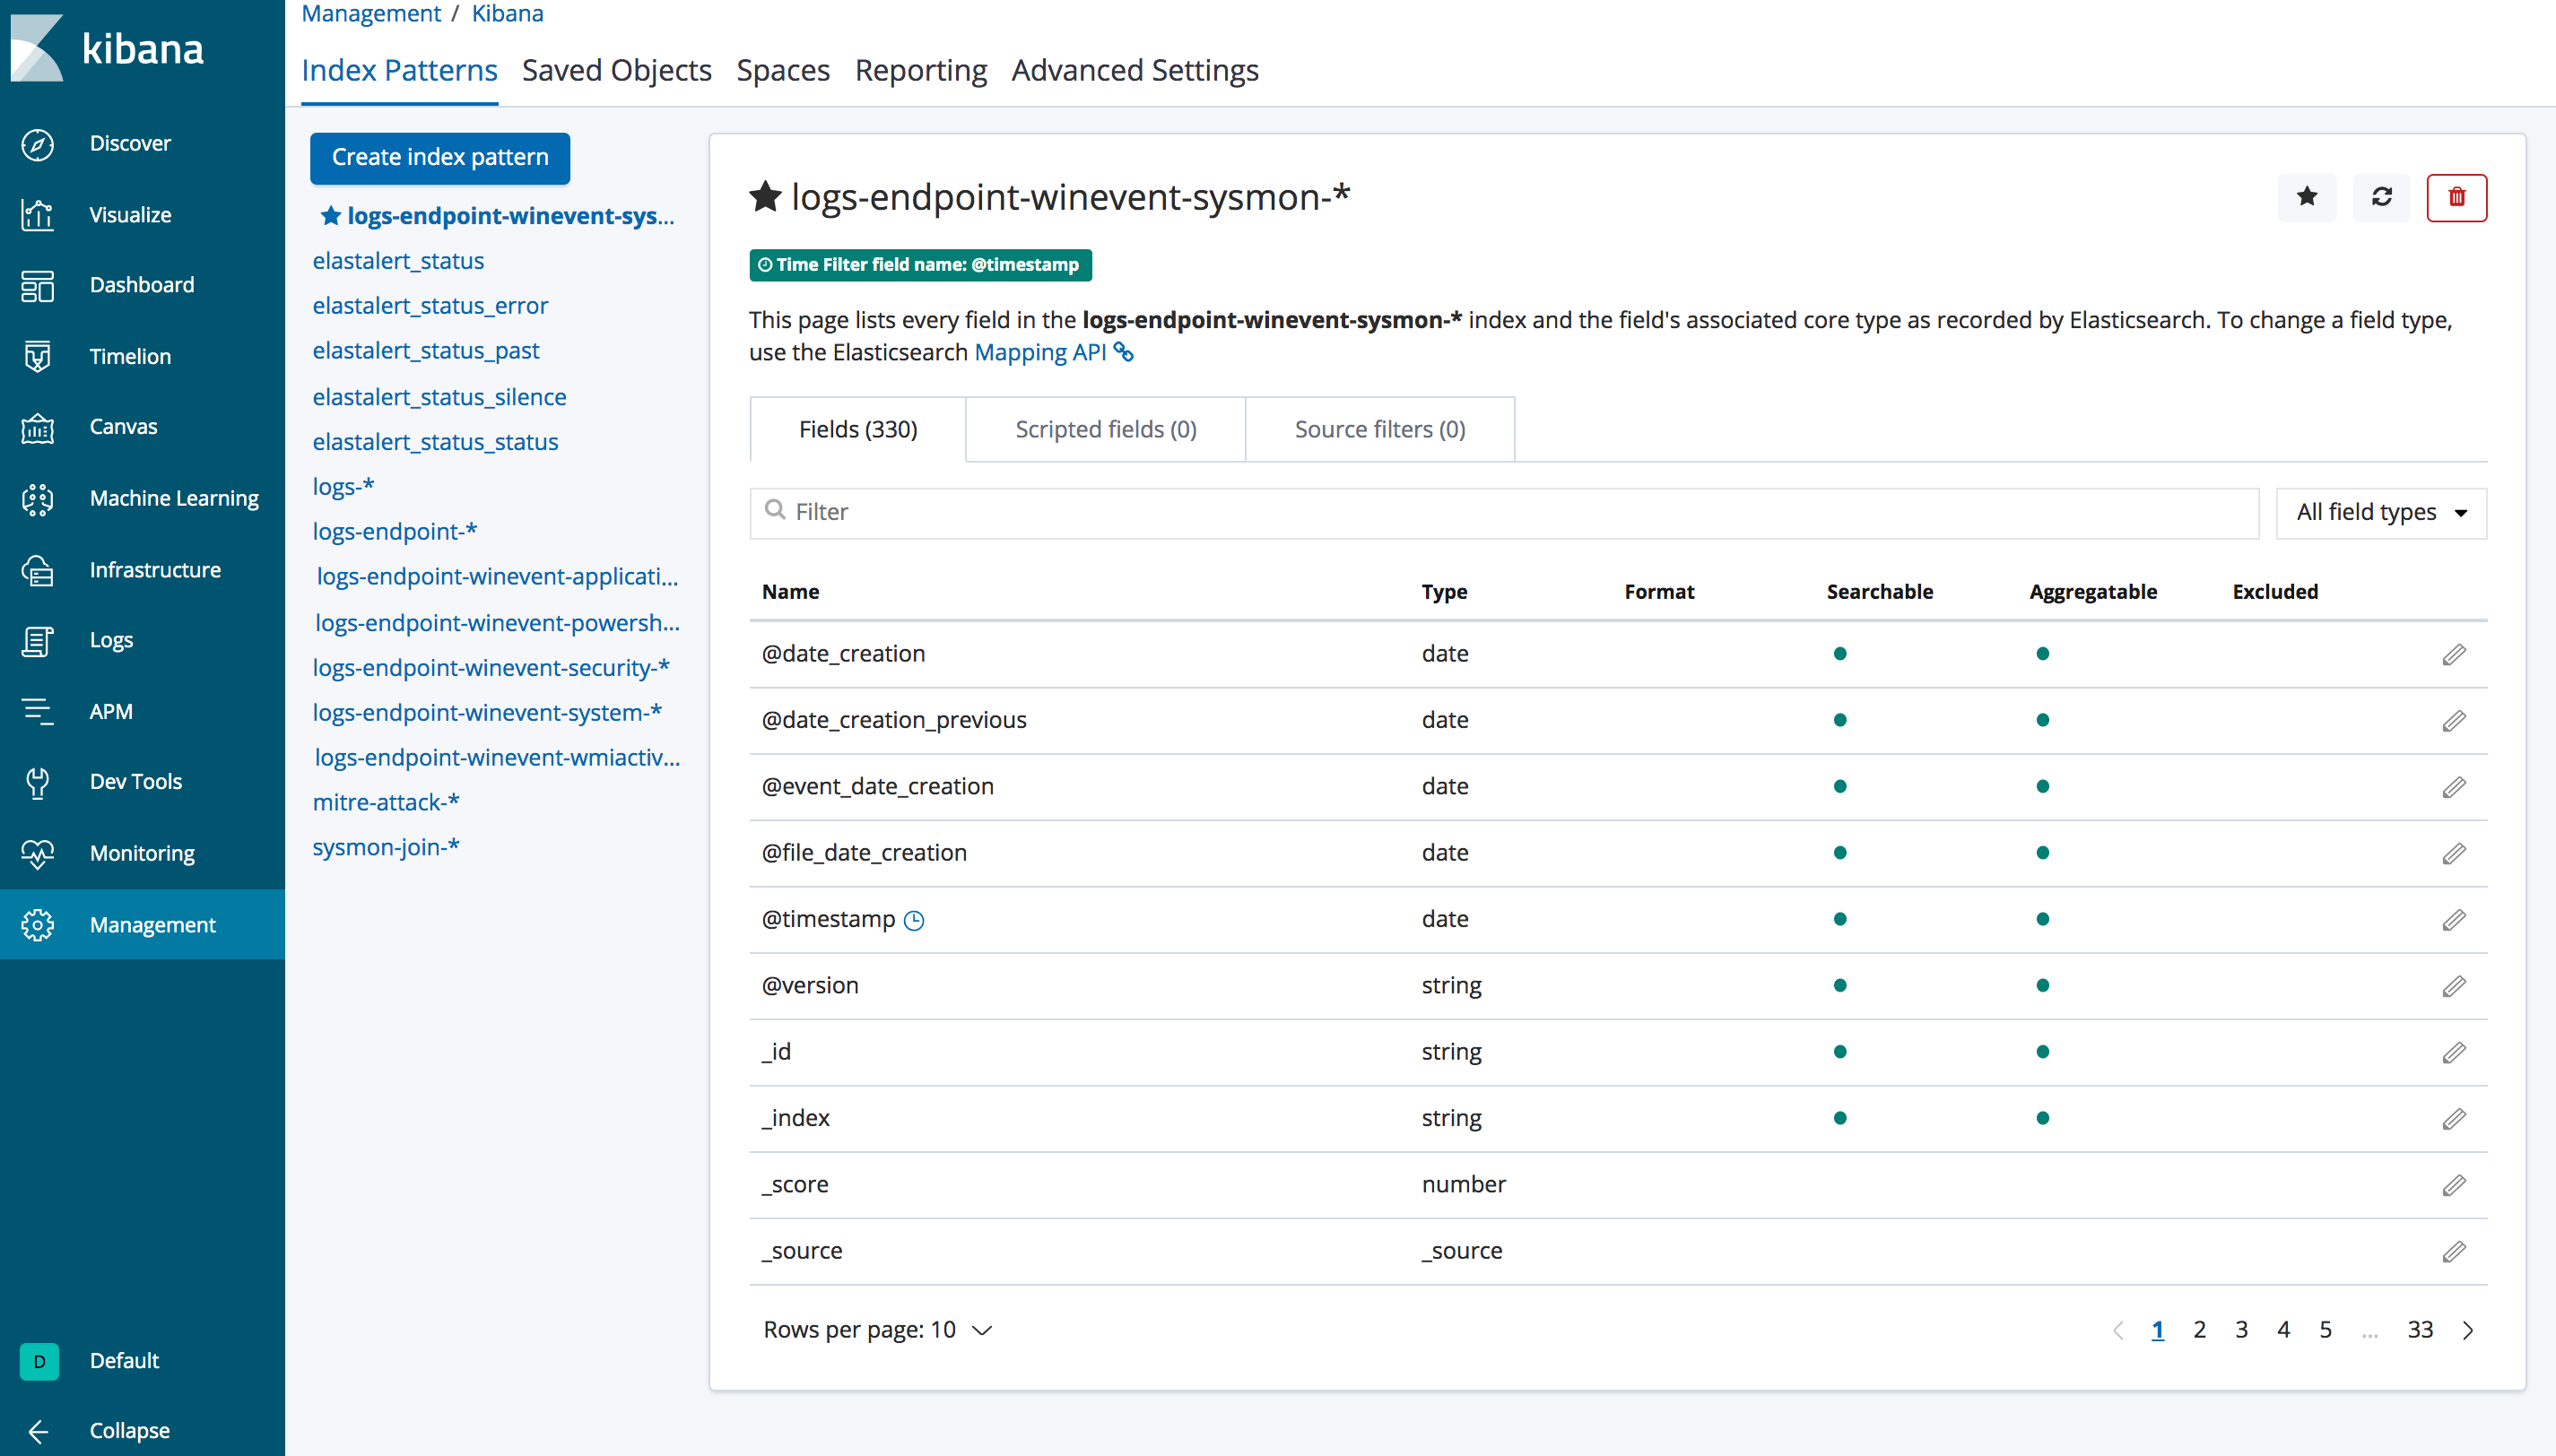 kibana
Discover
Visualize
Dashboard
Timelion
Canvas
Machine Learning
Infrastructure
Logs
APM
Dev Tools
Monitoring
Management
D Default
Collapse
Management / Kibana
Index Patterns Saved Objects Spaces Reporting Advanced Settings
Create index pattern
logs-endpoint-winevent-sys...
elastalert_status
elastalert_status_error
elastalert_status_past
elastalert_status_silence
elastalert_status_status
logs-*
logs-endpoint-*
logs-endpoint-winevent-applicati...
logs-endpoint-winevent-powersh...
logs-endpoint-winevent-security-*
logs-endpoint-winevent-system-*
logs-endpoint-winevent-wmiactiv...
mitre-attack-*
sysmon-join-*
logs-endpoint-winevent-sysmon-*
Time Filter field name: @timestamp
This page lists every field in the logs-endpoint-winevent-sysmon-* index and the field's associated core type as recorded by Elasticsearch. To change a field type,
use the Elasticsearch Mapping API
Fields (330) Scripted fields (0) Source filters (0)
Filter All field types
Name Type Format Searchable Aggregatable Excluded
@date_creation date
@date_creation_previous date
@event_date_creation date
@file_date_creation date
@timestamp date
@version string
_id string
_index string
_score number
_source _source
Rows per page: 10 1 2 3 4 5 ... 33